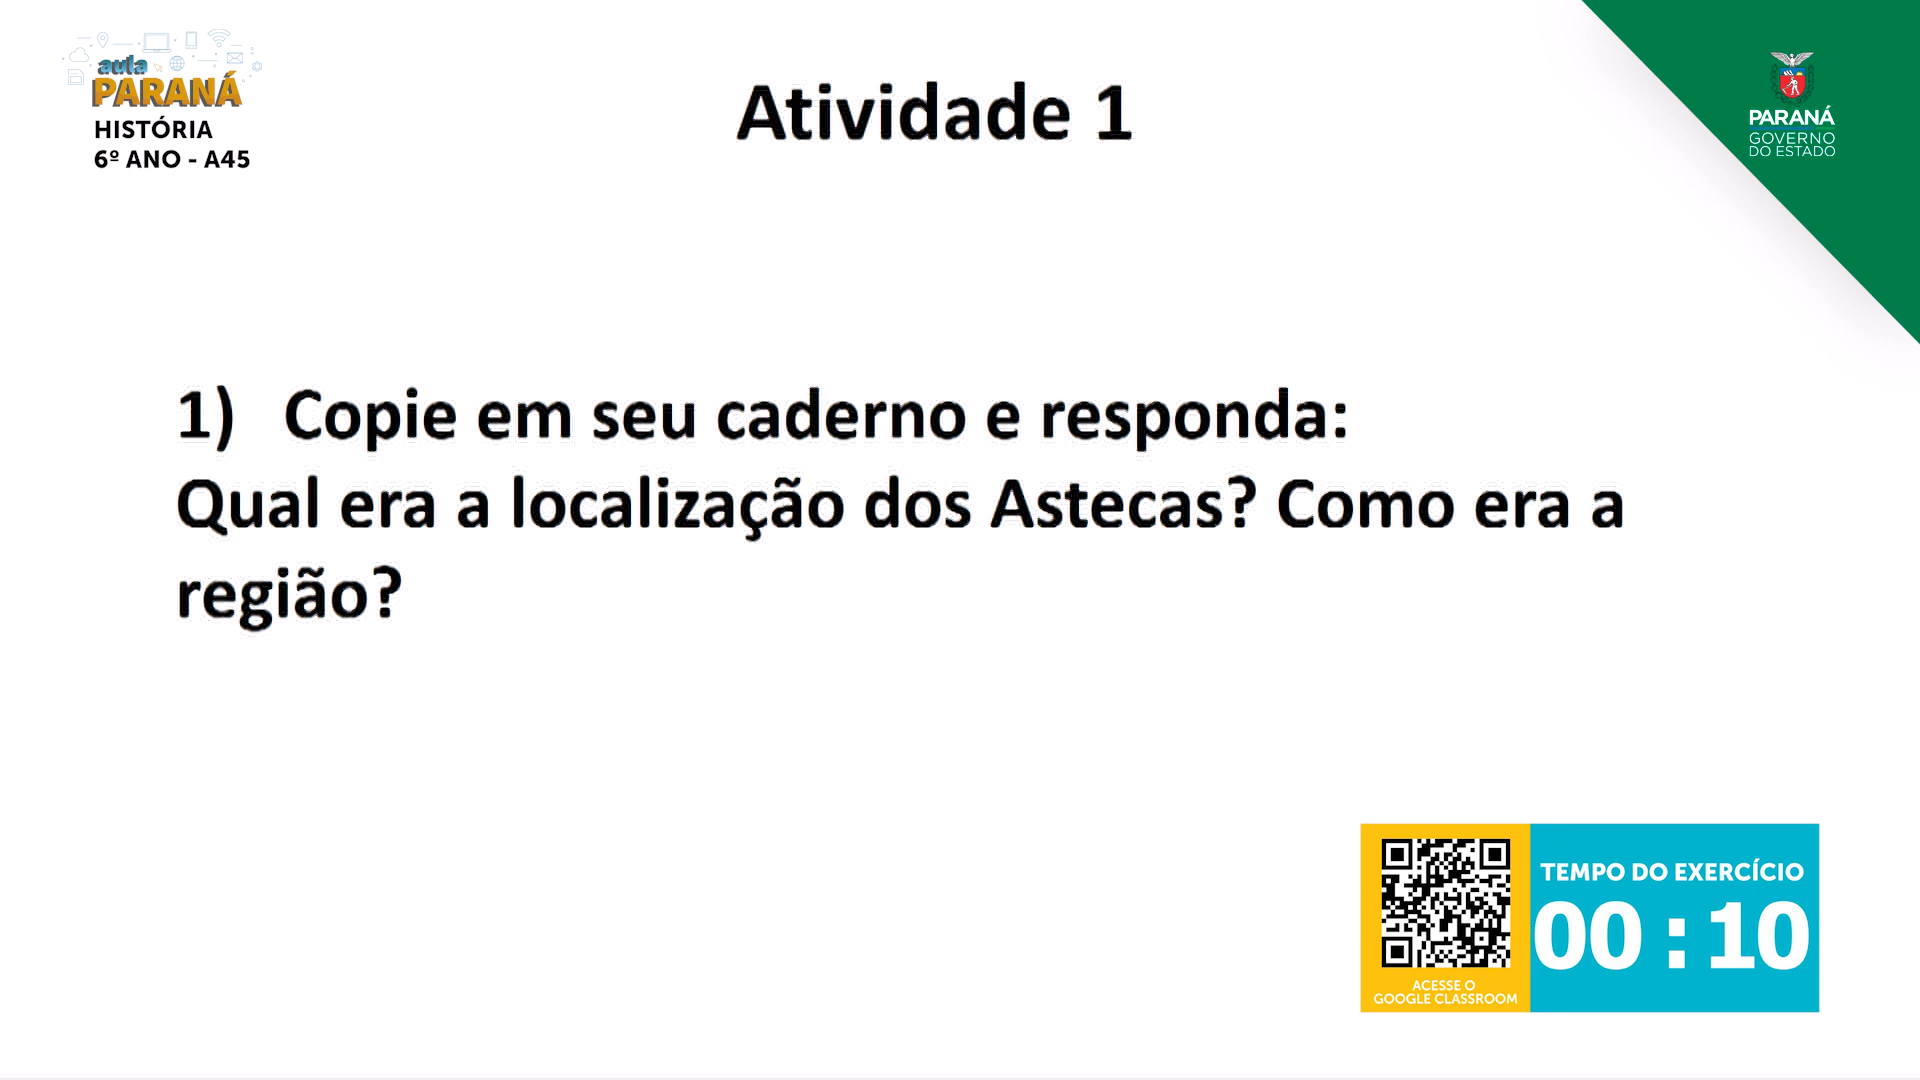 aula
PARANÁ
HISTÓRIA
6º ANO - A45
Atividade 1
PARANÁ
GOVERNO
DO ESTADO
1) Copie em seu caderno e responda:
Qual era a localização dos Astecas? Como era a
região?
TEMPO DO EXERCÍCIO
00 : 10
ACESSE O
GOOGLE CLASSROOM